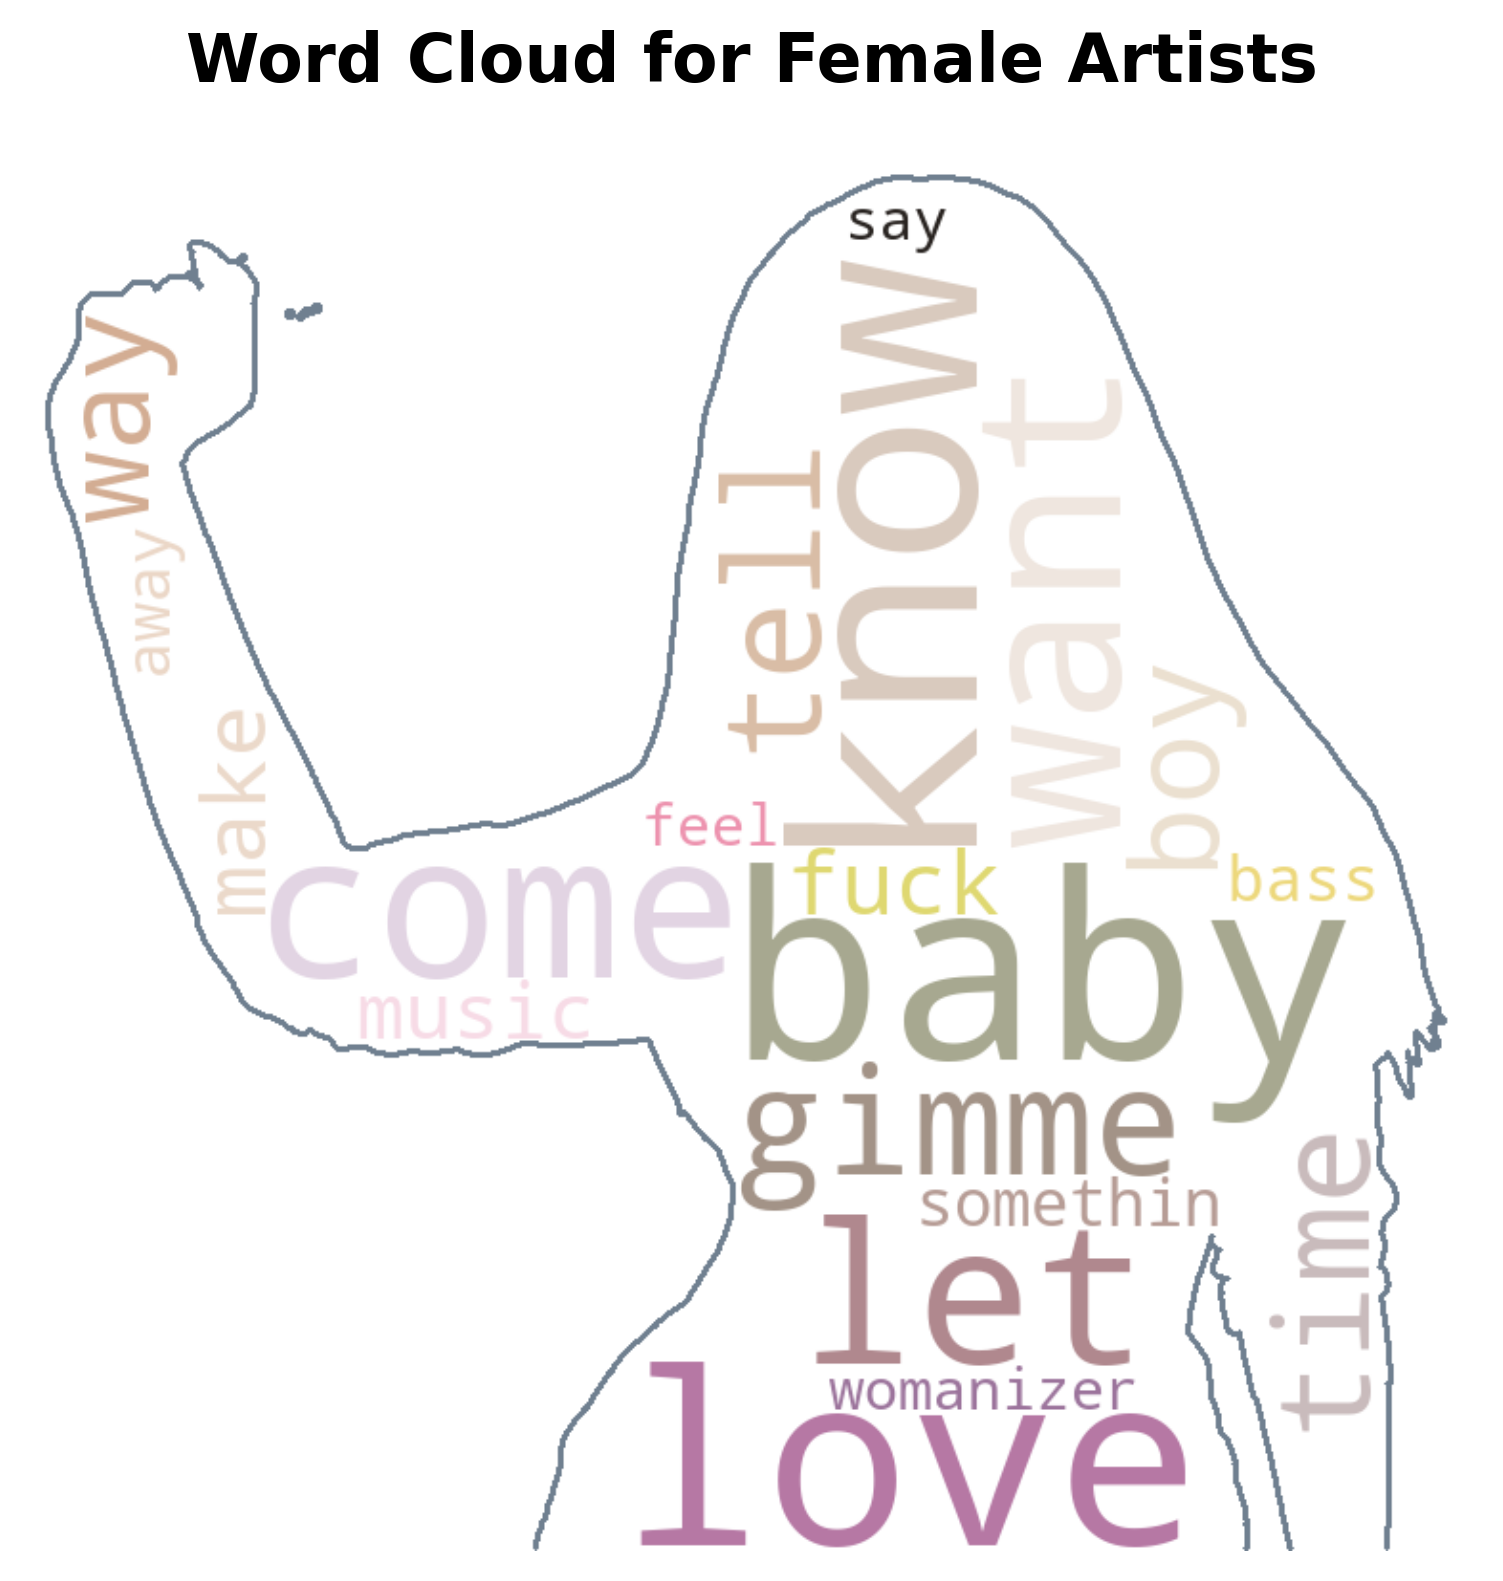 Word Cloud for Female Artists
say
way
know
want
tell
away
boy
make
feel
fuck
bass
come
baby
music
gimme
time
somethin
let
womanizer
love